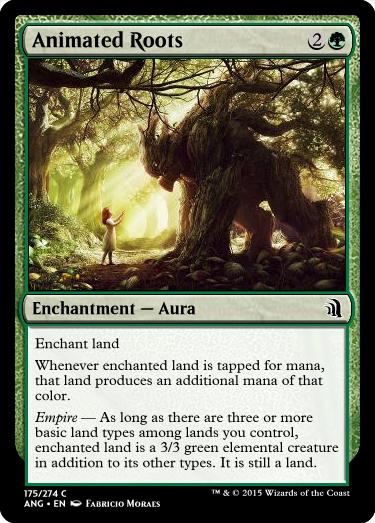 Animated Roots 2
Enchantment — Aura
Enchant land
Whenever enchanted land is tapped for mana,
that land produces an additional mana of that
color.
Empire — As long as there are three or more
basic land types among lands you control,
enchanted land is a 3/3 green elemental creature
in addition to its other types. It is still a land.
175/274 C
ANG • EN Fabricio Moraes
™ & © 2015 Wizards of the Coast